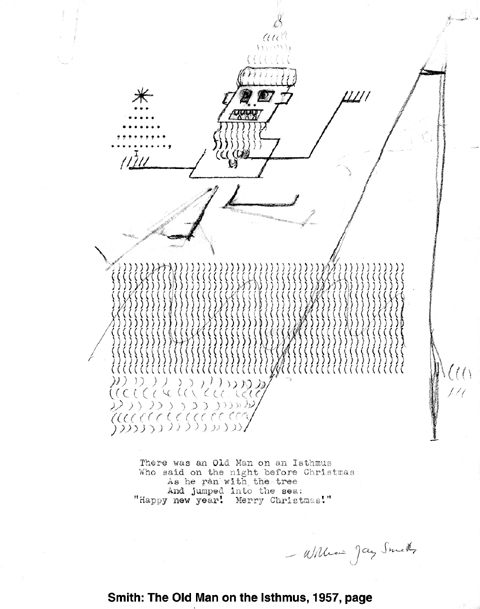 There was an Old Man on an Isthmus
Who said on the night before Christmas
As he ran with the tree
And jumped into the sea:
"Happy new year! Merry Christmas!"
— William Jay Smith
Smith: The Old Man on the Isthmus, 1957, page